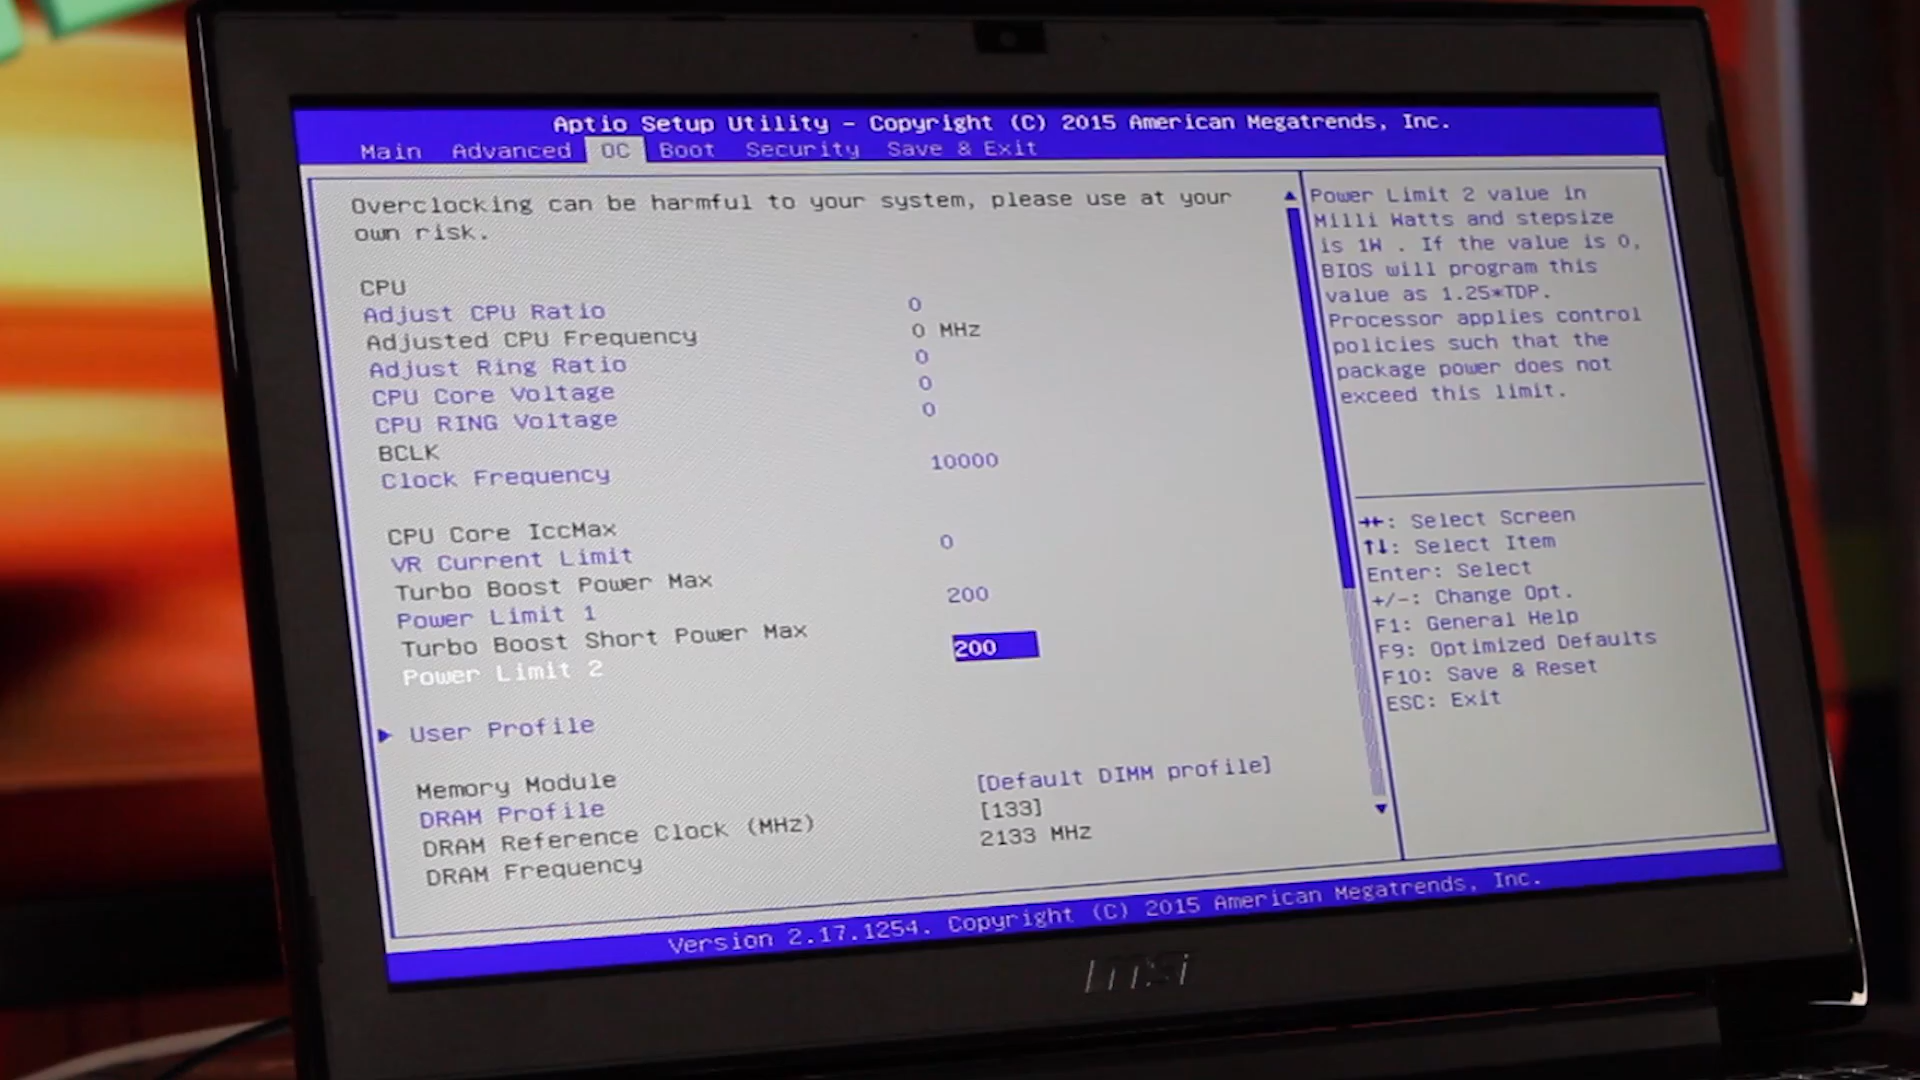 Aptio Setup Utility – Copyright (C) 2015 American Megatrends, Inc.
Main Advanced OC Boot Security Save & Exit
Overclocking can be harmful to your system, please use at your
own risk.
CPU
Adjust CPU Ratio 0
Adjusted CPU Frequency 0 MHz
Adjust Ring Ratio 0
CPU Core Voltage 0
CPU RING Voltage 0
BCLK
Clock Frequency 10000
CPU Core IccMax
VR Current Limit 0
Turbo Boost Power Max
Power Limit 1 200
Turbo Boost Short Power Max
Power Limit 2 200
User Profile
Memory Module
DRAM Profile [Default DIMM profile]
DRAM Reference Clock (MHz) [133]
DRAM Frequency 2133 MHz
Power Limit 2 value in
Milli Watts and stepsize
is 1W . If the value is 0,
BIOS will program this
value as 1.25*TDP.
Processor applies control
policies such that the
package power does not
exceed this limit.
→←: Select Screen
↑↓: Select Item
Enter: Select
+/-: Change Opt.
F1: General Help
F9: Optimized Defaults
F10: Save & Reset
ESC: Exit
Version 2.17.1254. Copyright (C) 2015 American Megatrends, Inc.
msi